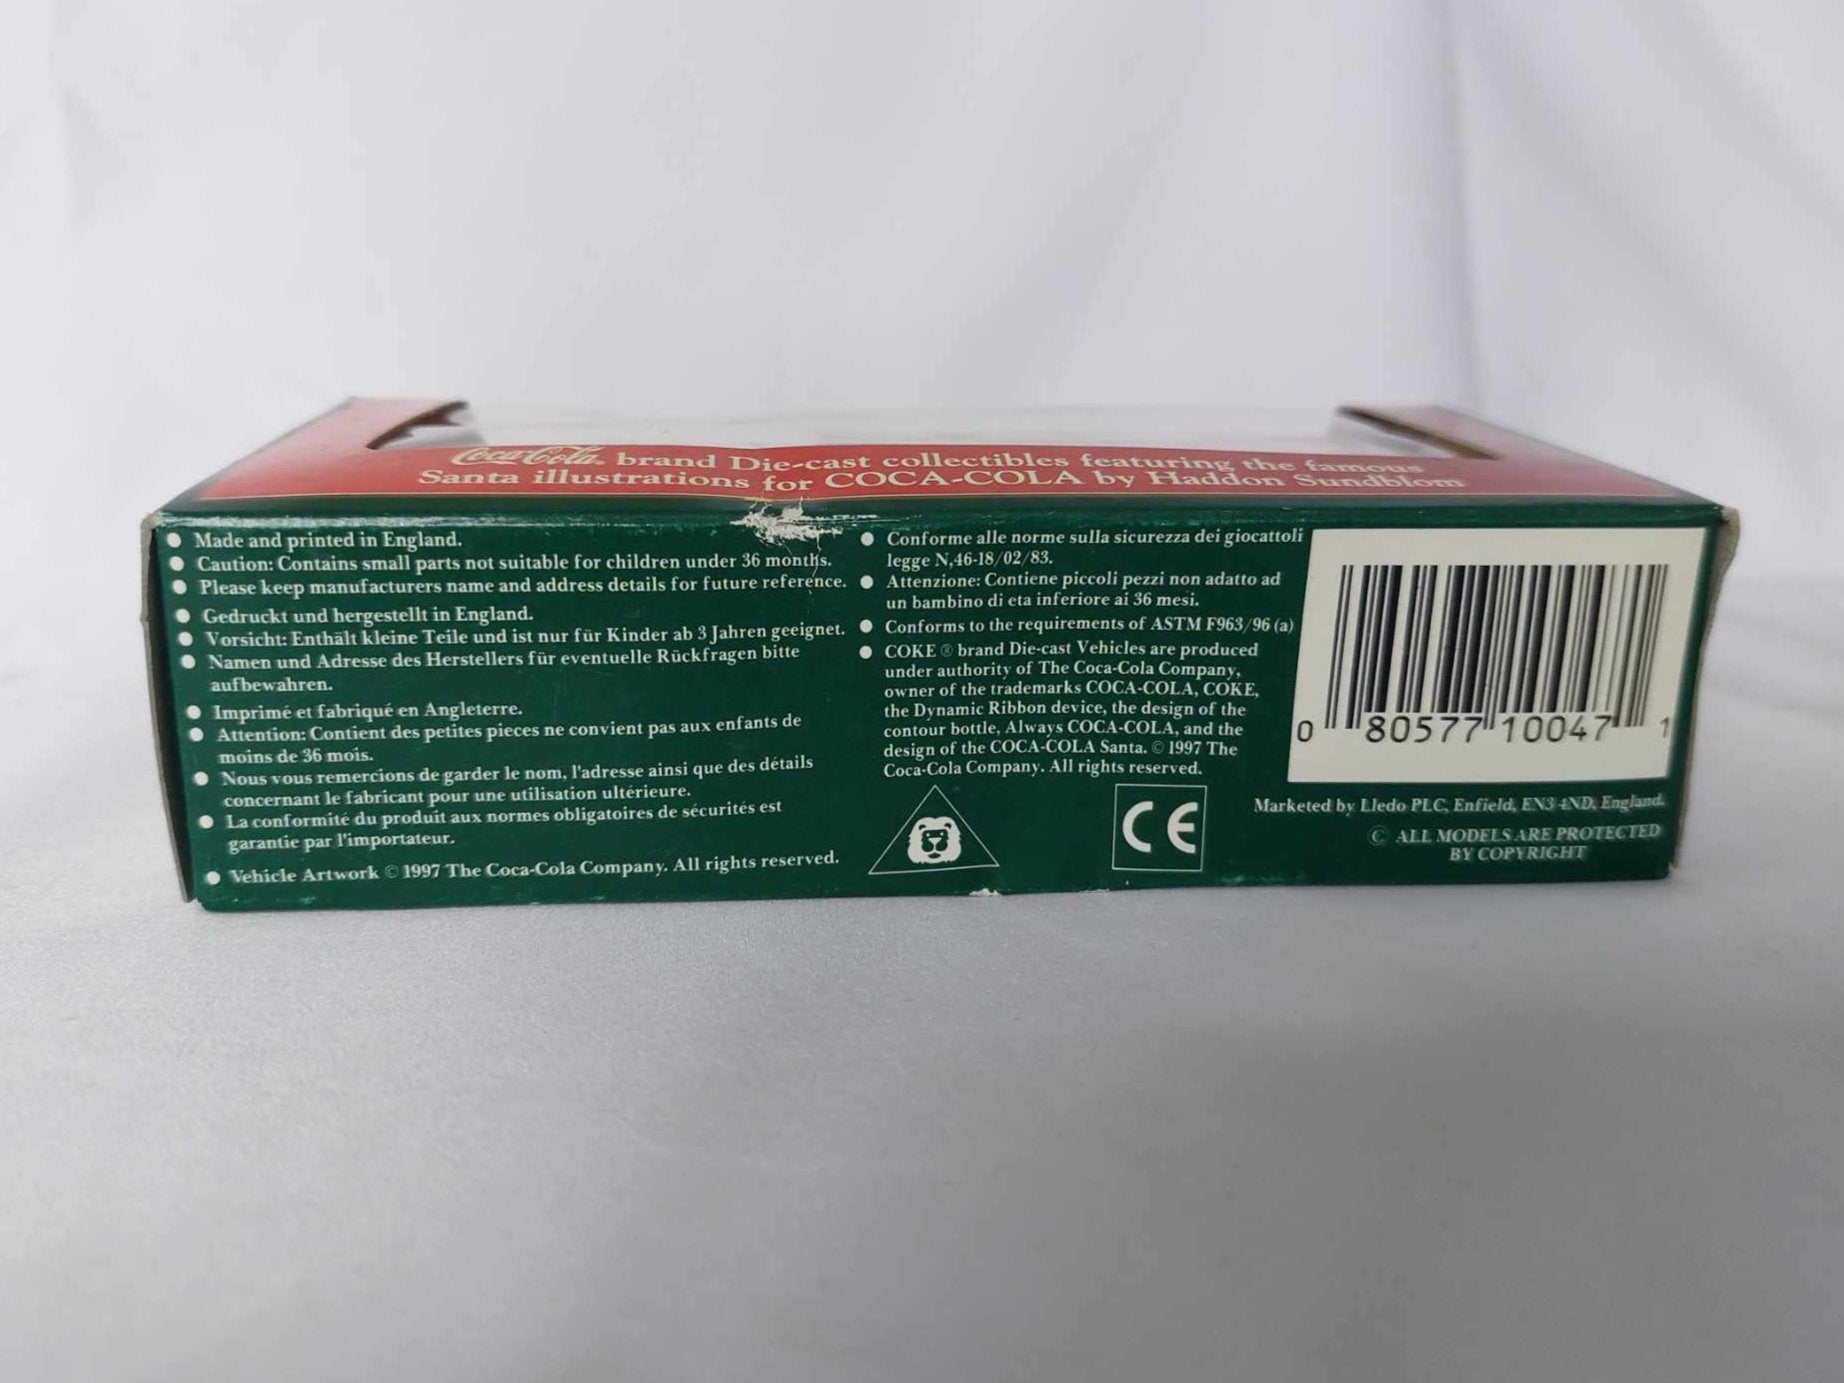 Coca-Cola. brand Die-cast collectibles featuring the famous
Santa illustrations for COCA-COLA by Haddon Sundblom
● Made and printed in England.
● Caution: Contains small parts not suitable for children under 36 months.
● Please keep manufacturers name and address details for future reference.
● Gedruckt und hergestellt in England.
● Vorsicht: Enthält kleine Teile und ist nur für Kinder ab 3 Jahren geeignet.
● Namen und Adresse des Herstellers für eventuelle Rückfragen bitte
aufbewahren.
● Imprimé et fabriqué en Angleterre.
● Attention: Contient des petites pieces ne convient pas aux enfants de
moins de 36 mois.
● Nous vous remercions de garder le nom, l'adresse ainsi que des détails
concernant le fabricant pour une utilisation ultérieure.
● La conformité du produit aux normes obligatoires de sécurités est
garantie par l'importateur.
● Vehicle Artwork © 1997 The Coca-Cola Company. All rights reserved.
● Conforme alle norme sulla sicurezza dei giocattoli
legge N,46-18/02/83.
● Attenzione: Contiene piccoli pezzi non adatto ad
un bambino di eta inferiore ai 36 mesi.
● Conforms to the requirements of ASTM F963/96 (a)
● COKE ® brand Die-cast Vehicles are produced
under authority of The Coca-Cola Company,
owner of the trademarks COCA-COLA, COKE,
the Dynamic Ribbon device, the design of the
contour bottle, Always COCA-COLA, and the
design of the COCA-COLA Santa. © 1997 The
Coca-Cola Company. All rights reserved.
CE
0 80577 10047 1
Marketed by Lledo PLC, Enfield, EN3 4ND, England.
© ALL MODELS ARE PROTECTED
BY COPYRIGHT